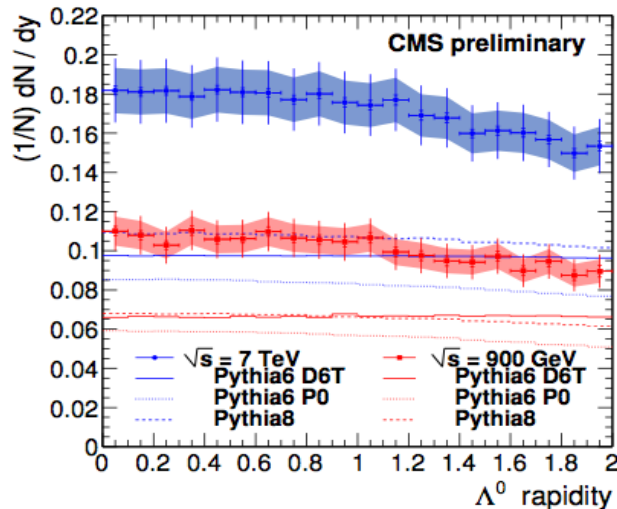 CMS preliminary
(1/N) dN / dy
0.22
0.2
0.18
0.16
0.14
0.12
0.1
0.08
0.06
0.04
0.02
0
√s = 7 TeV
Pythia6 D6T
Pythia6 P0
Pythia8
√s = 900 GeV
Pythia6 D6T
Pythia6 P0
Pythia8
0 0.2 0.4 0.6 0.8 1 1.2 1.4 1.6 1.8 2
Λ⁰ rapidity